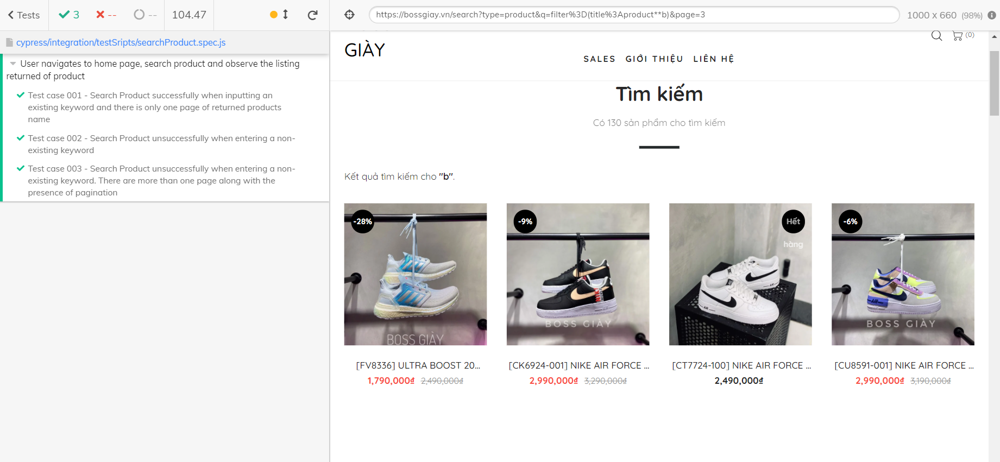 Tests
3
--
--
104.47
https://bossgiay.vn/search?type=product&q=filter%3D(title%3Aproduct**b)&page=3
1000 x 660 (98%)
cypress/integration/testSripts/searchProduct.spec.js
User navigates to home page, search product and observe the listing
returned of product
Test case 001 - Search Product successfully when inputting an
existing keyword and there is only one page of returned products
name
Test case 002 - Search Product unsuccessfully when entering a non-
existing keyword
Test case 003 - Search Product unsuccessfully when entering a non-
existing keyword. There are more than one page along with the
presence of pagination
GIÀY
(0)
SALES GIỚI THIỆU LIÊN HỆ
Tìm kiếm
Có 130 sản phẩm cho tìm kiếm
Kết quả tìm kiếm cho "b".
-28%
BOSS GIÀY
[FV8336] ULTRA BOOST 20...
1,790,000₫ 2,490,000₫
-9%
BOSS GIÀY
[CK6924-001] NIKE AIR FORCE ...
2,990,000₫ 3,290,000₫
Hết
hàng
[CT7724-100] NIKE AIR FORCE ...
2,490,000₫
-6%
BOSS GIÀY
[CU8591-001] NIKE AIR FORCE ...
2,990,000₫ 3,190,000₫